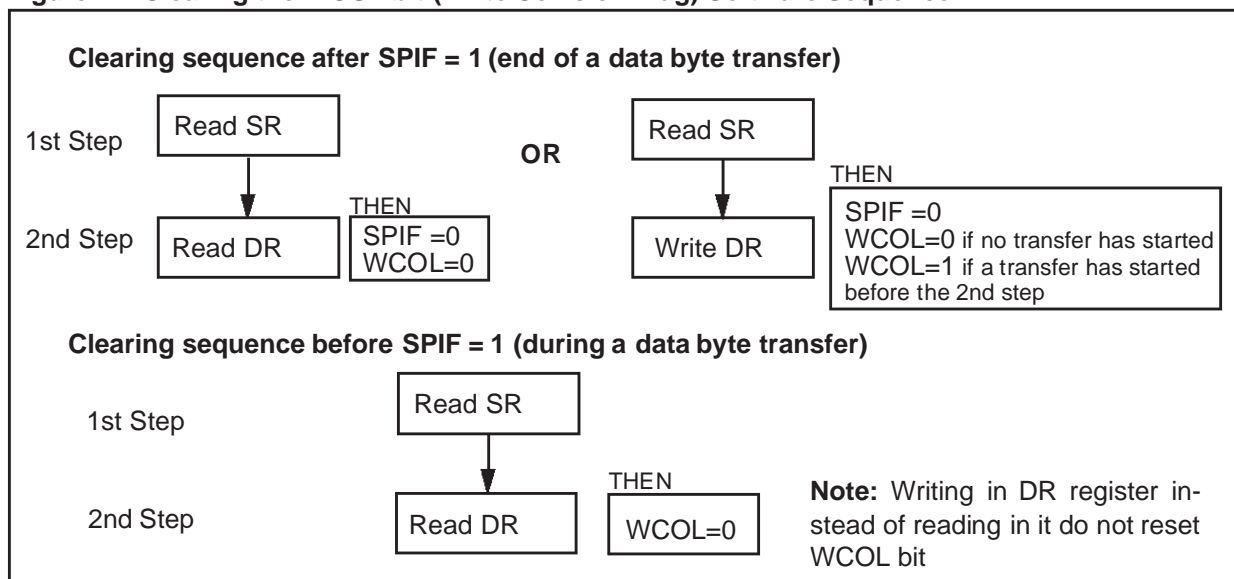 Clearing sequence after SPIF = 1 (end of a data byte transfer)
1st Step
Read SR
OR
Read SR
THEN
2nd Step
Read DR
THEN
SPIF =0
WCOL=0
Write DR
SPIF =0
WCOL=0 if no transfer has started
WCOL=1 if a transfer has started
before the 2nd step
Clearing sequence before SPIF = 1 (during a data byte transfer)
1st Step
Read SR
2nd Step
Read DR
THEN
WCOL=0
Note: Writing in DR register in-
stead of reading in it do not reset
WCOL bit